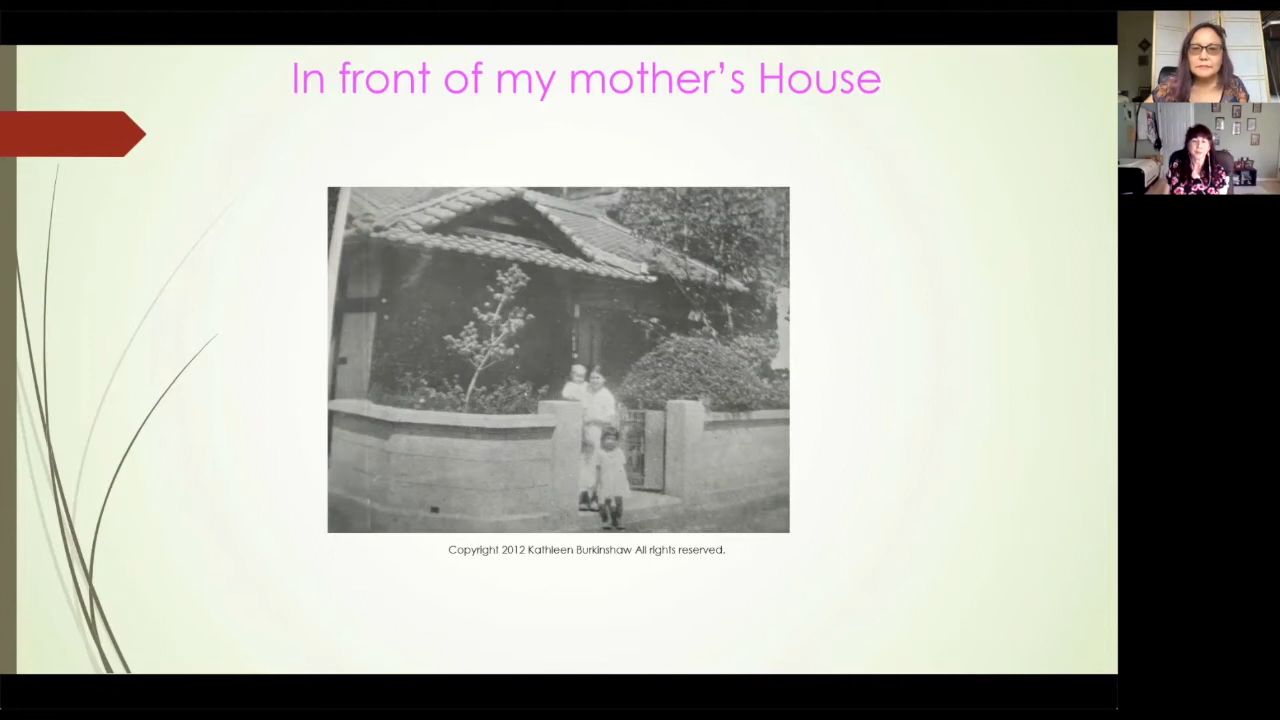 In front of my mother’s House
Copyright 2012 Kathleen Burkinshaw All rights reserved.